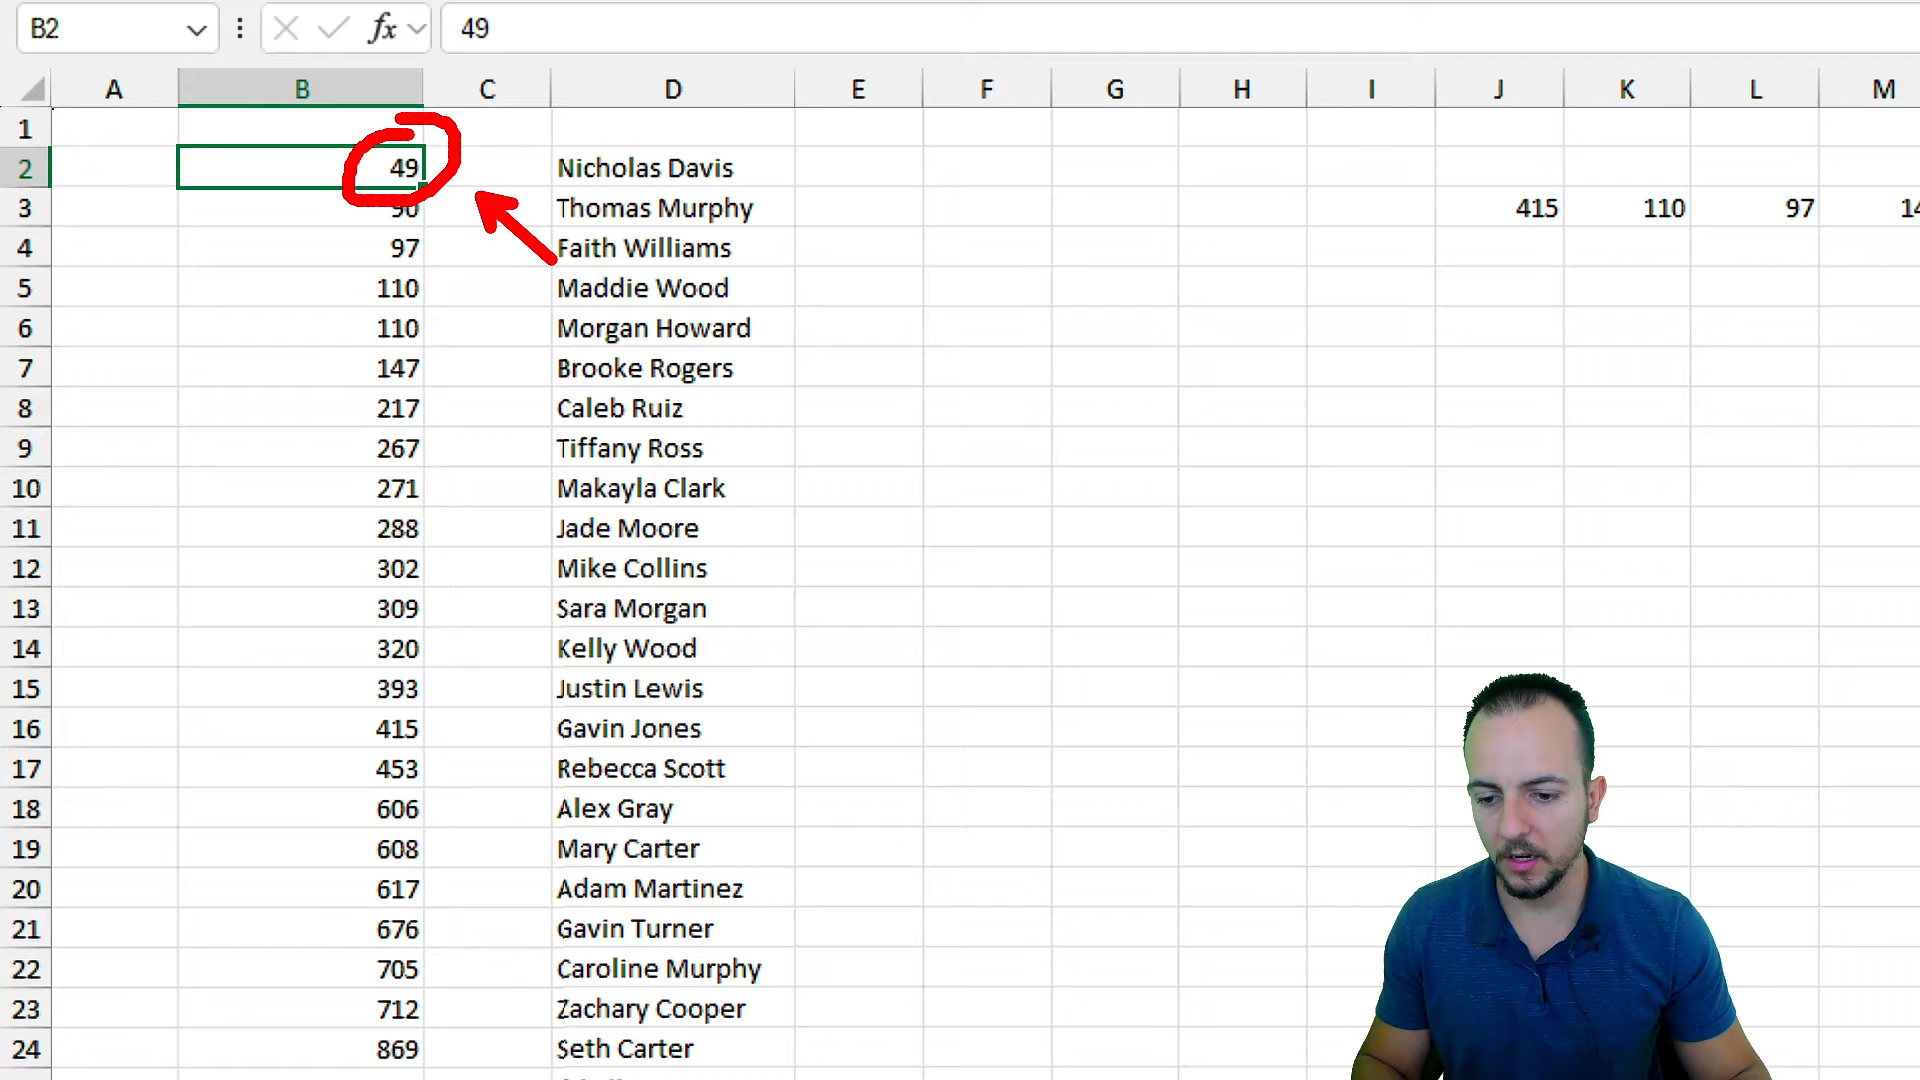 B2 fx 49
A B C D E F G H I J K L M
1
2 49 Nicholas Davis
3 90 Thomas Murphy 415 110 97 14
4 97 Faith Williams
5 110 Maddie Wood
6 110 Morgan Howard
7 147 Brooke Rogers
8 217 Caleb Ruiz
9 267 Tiffany Ross
10 271 Makayla Clark
11 288 Jade Moore
12 302 Mike Collins
13 309 Sara Morgan
14 320 Kelly Wood
15 393 Justin Lewis
16 415 Gavin Jones
17 453 Rebecca Scott
18 606 Alex Gray
19 608 Mary Carter
20 617 Adam Martinez
21 676 Gavin Turner
22 705 Caroline Murphy
23 712 Zachary Cooper
24 869 Seth Carter